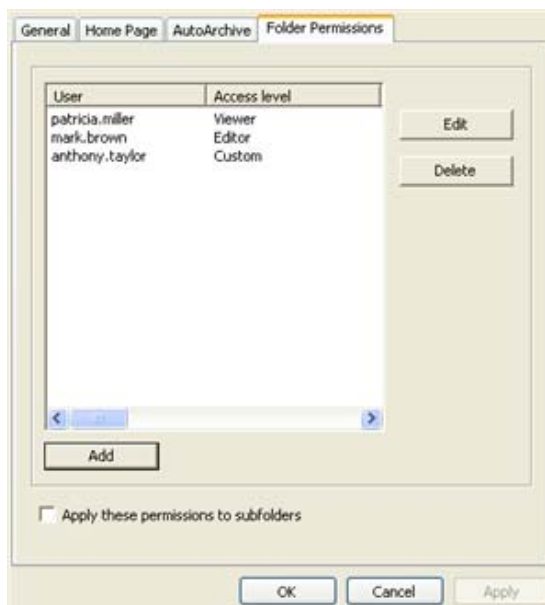 General Home Page AutoArchive Folder Permissions
User Access level
patricia.miller Viewer
Edit
mark.brown Editor
anthony.taylor Custom
Delete
Add
Apply these permissions to subfolders
OK Cancel Apply